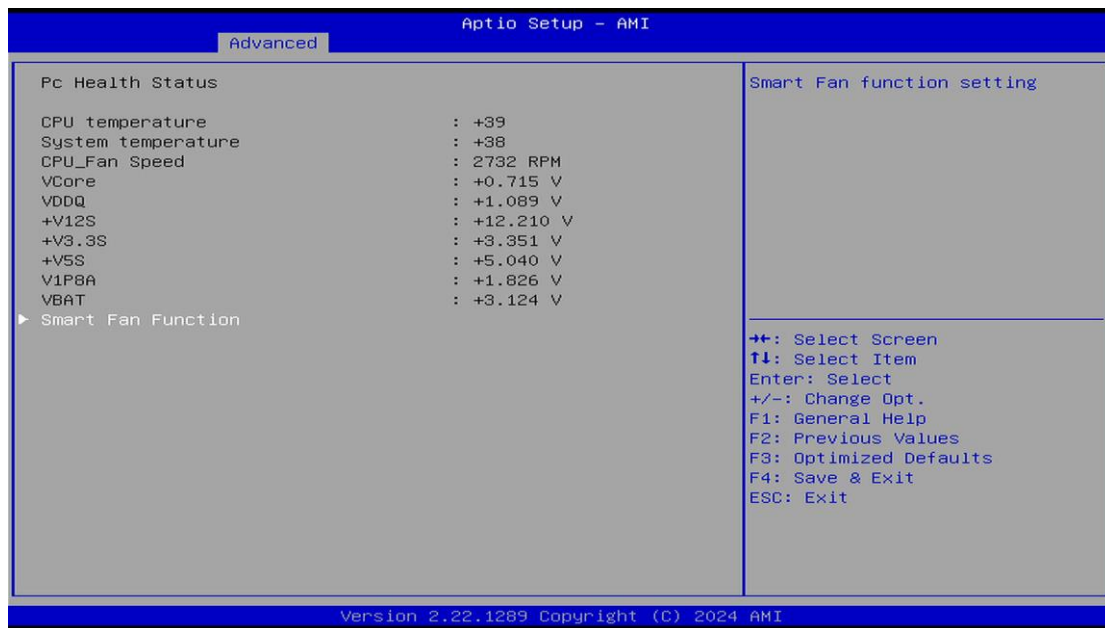 Aptio Setup – AMI
Advanced
Pc Health Status
CPU temperature : +39
System temperature : +38
CPU_Fan Speed : 2732 RPM
VCore : +0.715 V
VDDQ : +1.089 V
+V12S : +12.210 V
+V3.3S : +3.351 V
+V5S : +5.040 V
V1P8A : +1.826 V
VBAT : +3.124 V
► Smart Fan Function
Smart Fan function setting
→←: Select Screen
↑↓: Select Item
Enter: Select
+/-: Change Opt.
F1: General Help
F2: Previous Values
F3: Optimized Defaults
F4: Save & Exit
ESC: Exit
Version 2.22.1289 Copyright (C) 2024 AMI